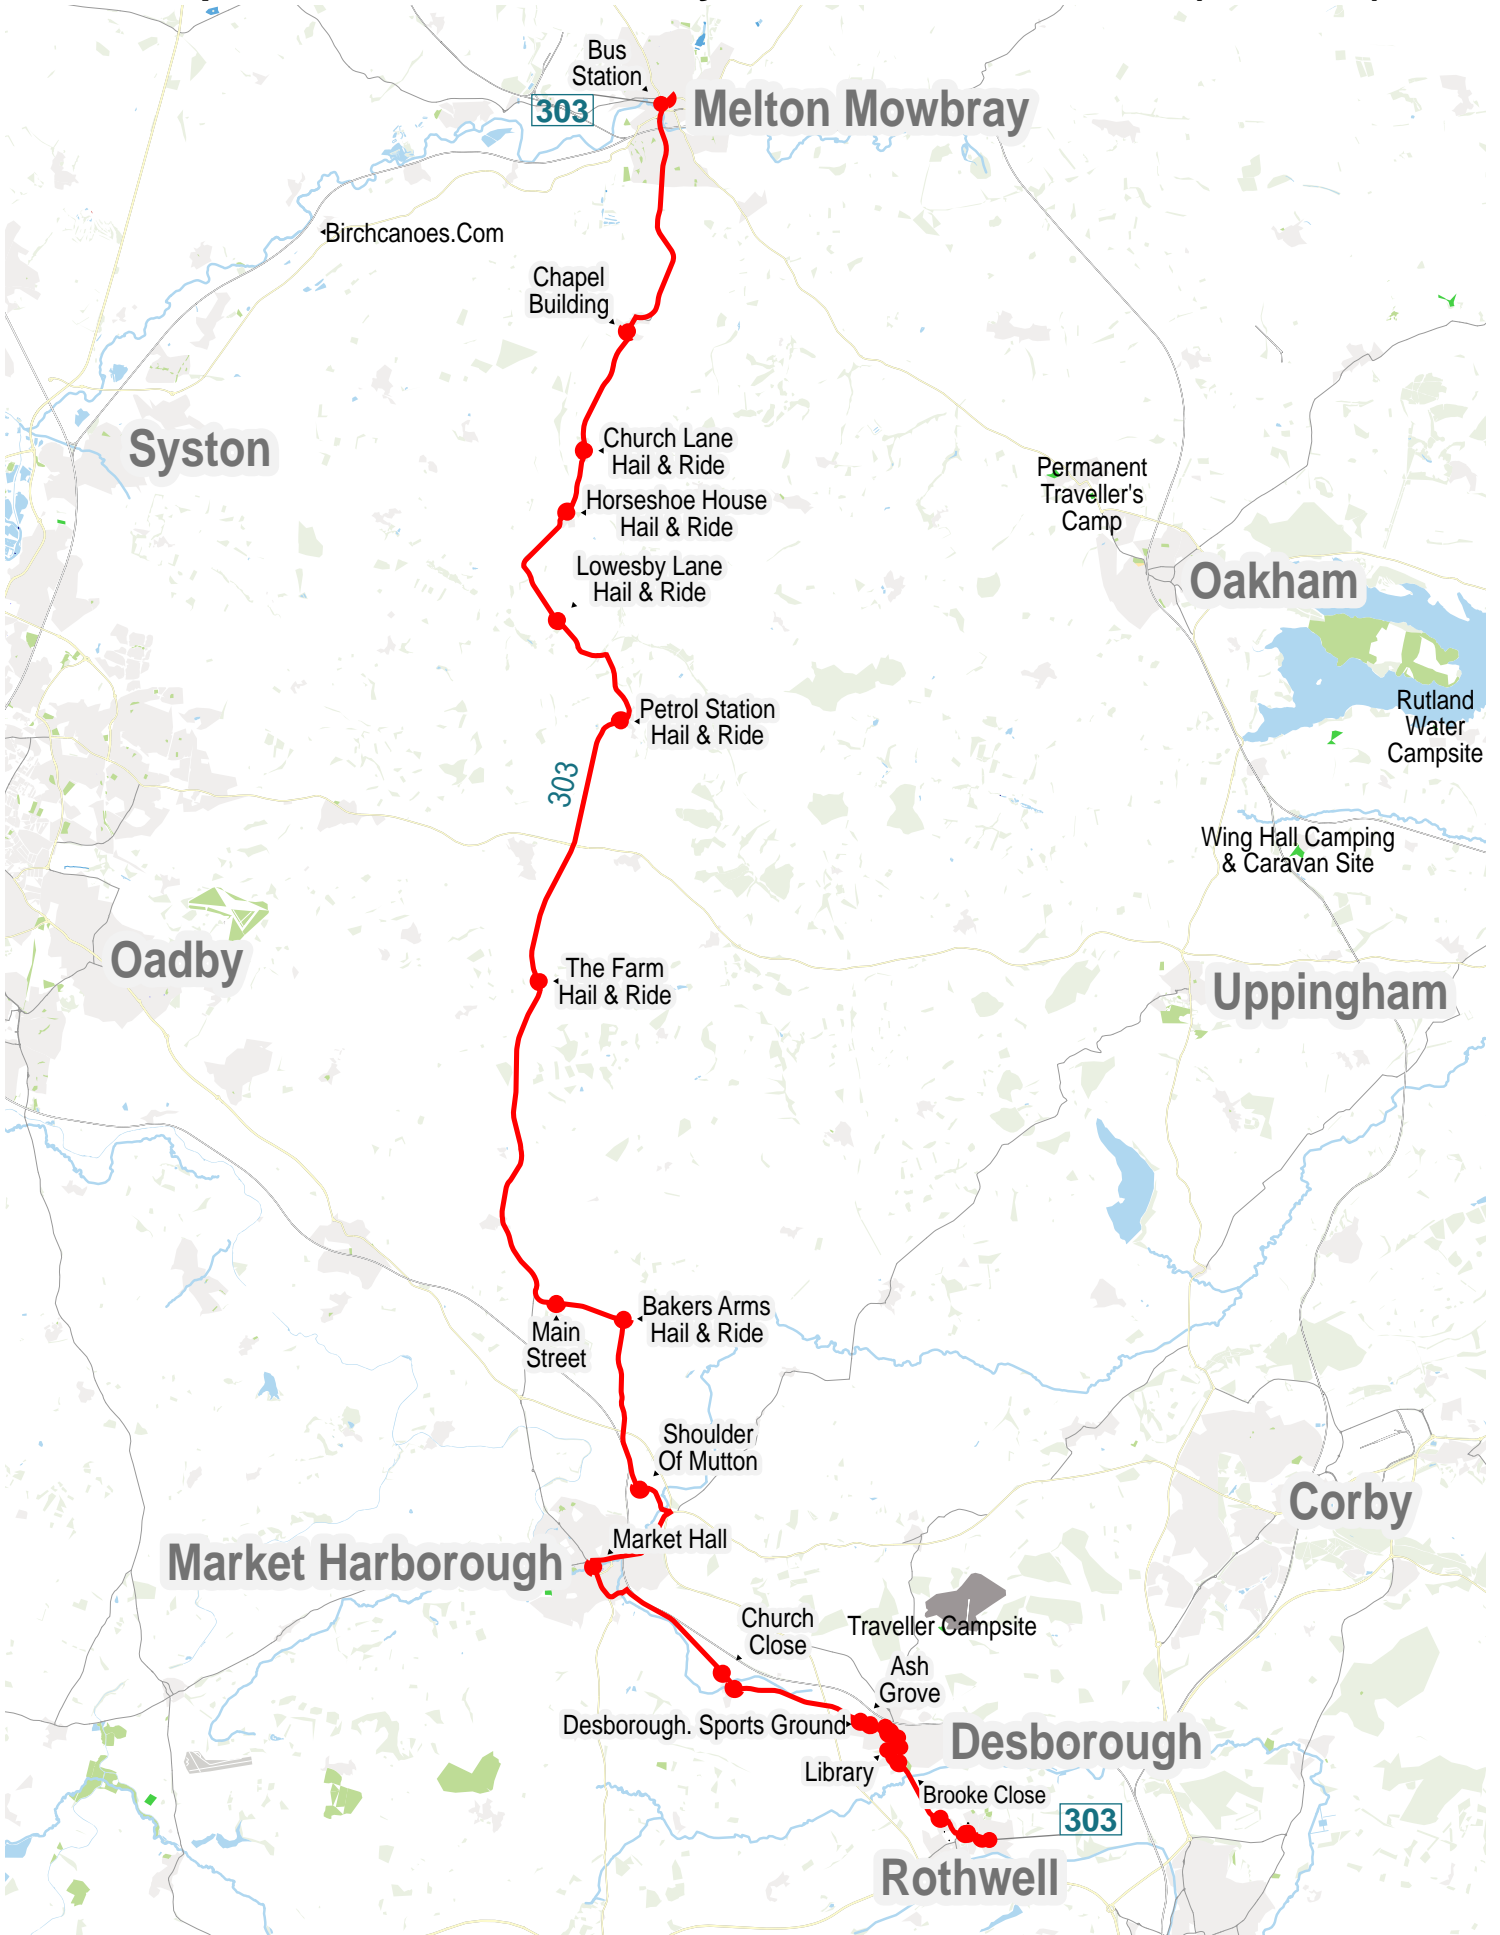 Bus
Station
303
Melton Mowbray
Birchcanoes.Com
Chapel
Building
Syston
Church Lane
Hail & Ride
Permanent
Traveller's
Camp
Horseshoe House
Hail & Ride
Lowesby Lane
Hail & Ride
Oakham
Petrol Station
Hail & Ride
Rutland
Water
Campsite
303
Wing Hall Camping
& Caravan Site
Oadby
The Farm
Hail & Ride
Uppingham
Main
Street
Bakers Arms
Hail & Ride
Shoulder
Of Mutton
Corby
Market Hall
Market Harborough
Church
Close
Traveller Campsite
Ash
Grove
Desborough. Sports Ground
Desborough
Library
Brooke Close
303
Rothwell